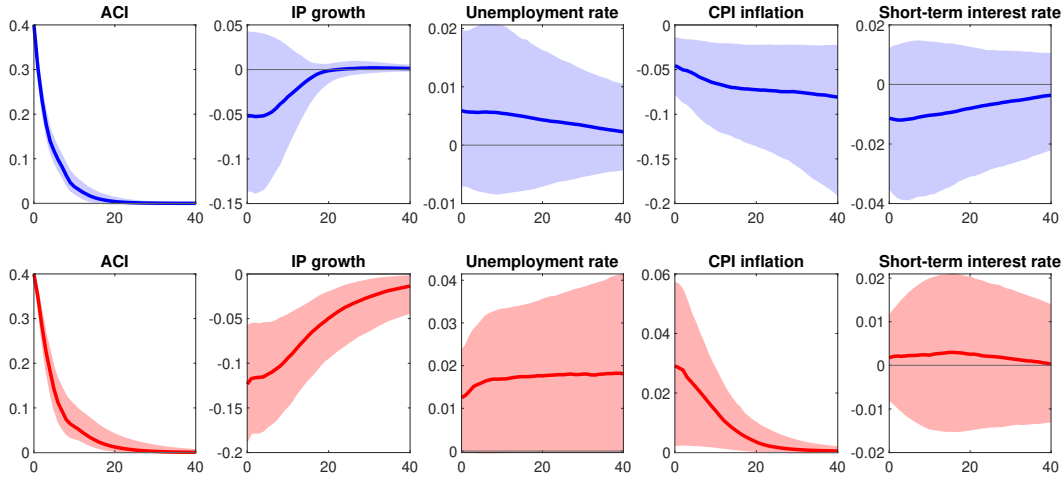 ACI IP growth Unemployment rate CPI inflation Short-term interest rate
0.4 0.3 0.2 0.1 0
0 20 40
0.05 0 -0.05 -0.1 -0.15
0 20 40
0.02 0.01 0 -0.01
0 20 40
0 -0.05 -0.1 -0.15 -0.2
0 20 40
0.02 0 -0.02 -0.04
0 20 40
ACI IP growth Unemployment rate CPI inflation Short-term interest rate
0.4 0.3 0.2 0.1 0
0 20 40
0 -0.05 -0.1 -0.15 -0.2
0 20 40
0.04 0.03 0.02 0.01 0
0 20 40
0.06 0.04 0.02 0
0 20 40
0.02 0.01 0 -0.01 -0.02
0 20 40